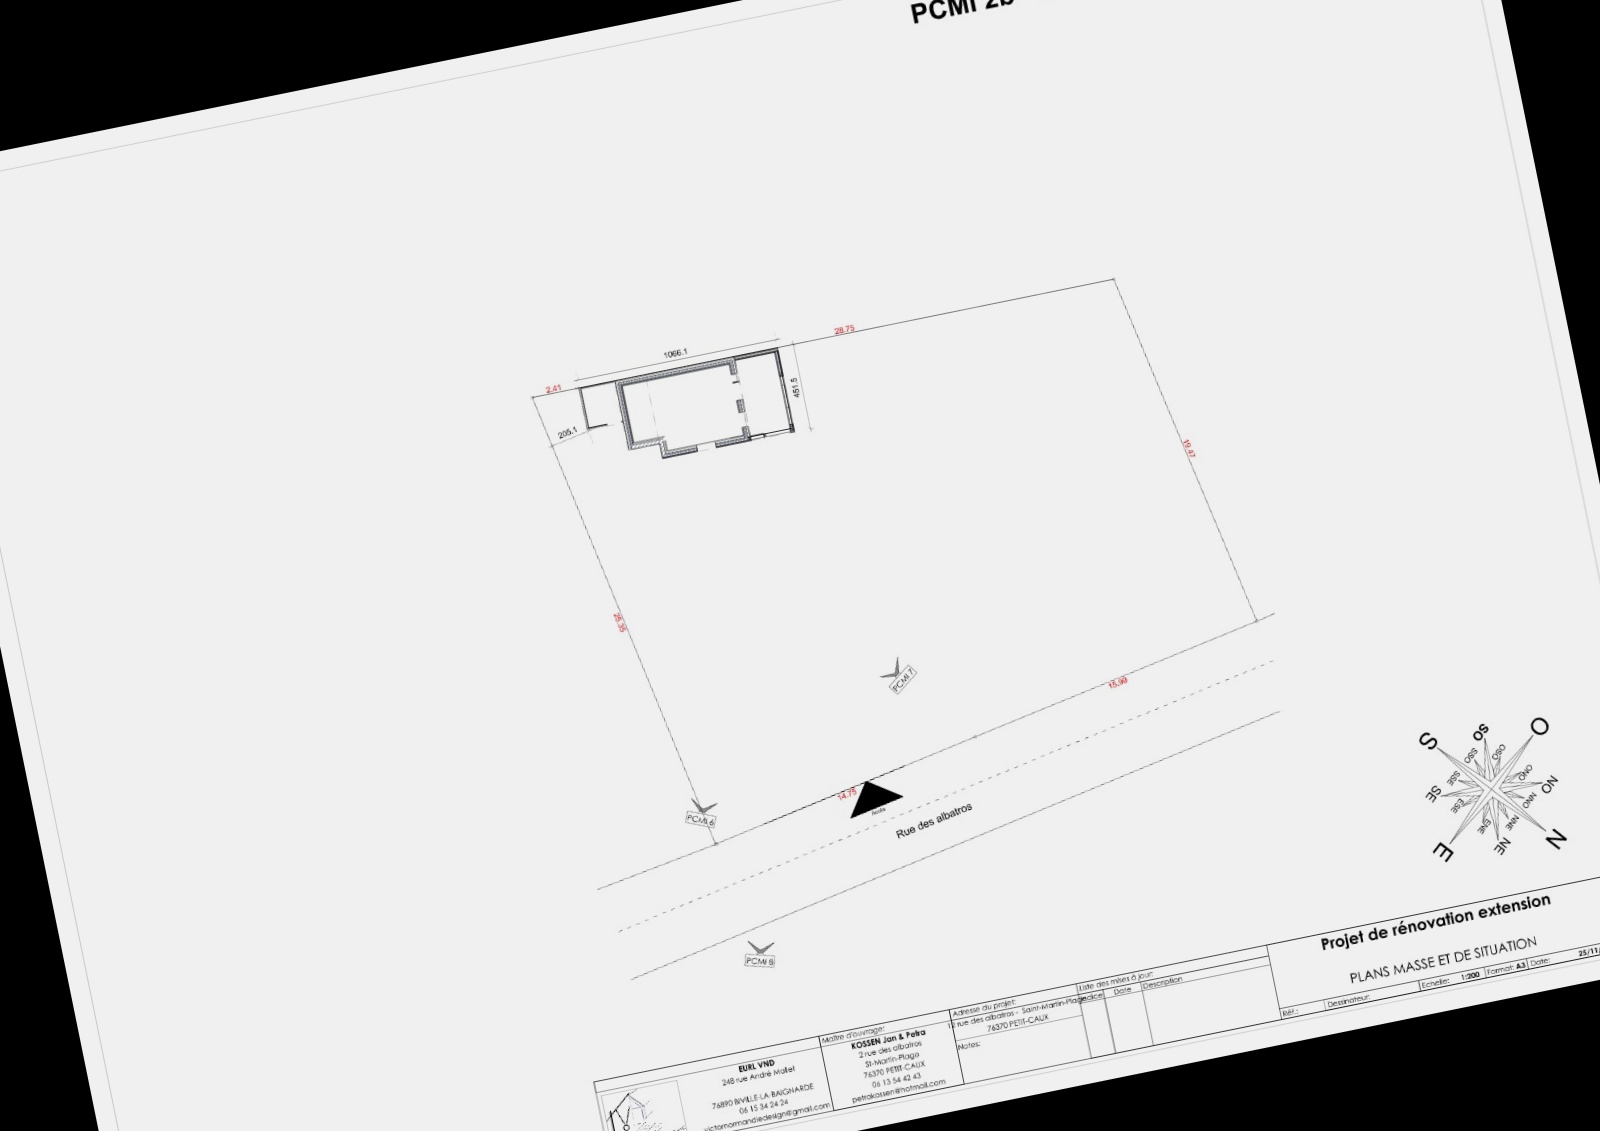 PCMI 2b
28.75
1066.1
2.41
451.5
205.1
19.47
PCMI 7
15.99
14.75
Accès
Rue des albatros
PCMI 6
PCMI 8
S
SO
O
SSO
OSO
SSE
ONO
SE
NO
ESE
NNO
ENE
NNE
E
NE
N
Projet de rénovation extension
PLANS MASSE ET DE SITUATION
Réf.:
Dessinateur:
Echelle: 1:200
Format: A3
Date: 25/11/
Liste des mises à jour:
Indice
Date
Description
Adresse du projet:
rue des albatros - Saint-Martin-Plage
76370 PETIT-CAUX
Notes:
Maître d'ouvrage:
KOSSEN Jan & Petra
2 rue des albatros
St-Martin-Plage
76370 PETIT-CAUX
06 13 54 42 43
petrakossen@hotmail.com
EURL VND
248 rue André Mallet
76890 BIVILLE-LA-BAIGNARDE
06 15 34 24 24
victornormandiedesign@gmail.com